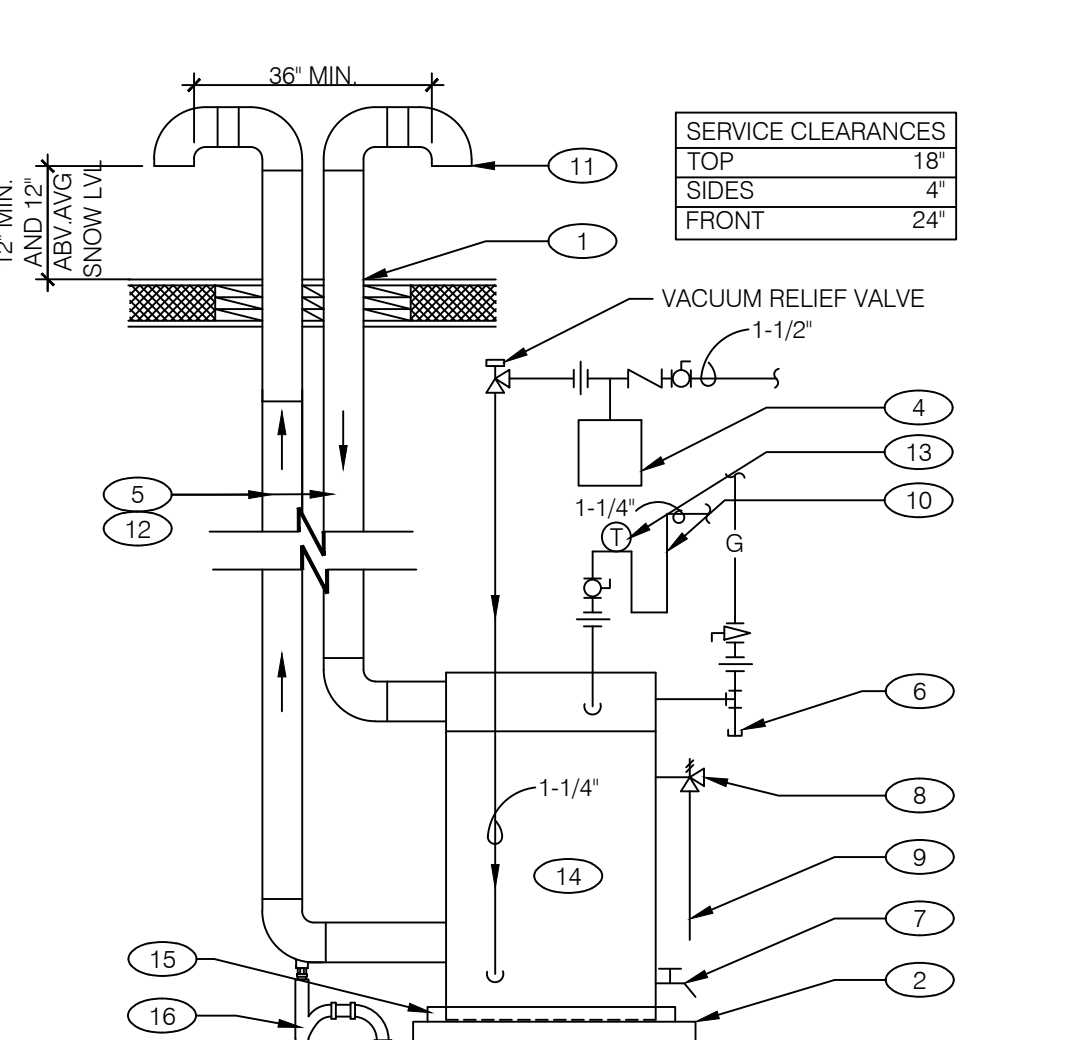 36" MIN.
12" MIN.
AND 12"
ABV.AVG
SNOW LVL
SERVICE CLEARANCES
TOP 18"
SIDES 4"
FRONT 24"
11
1
VACUUM RELIEF VALVE
1-1/2"
4
13
10
1-1/4"
T
G
5
12
6
8
1-1/4"
14
9
7
15
2
16